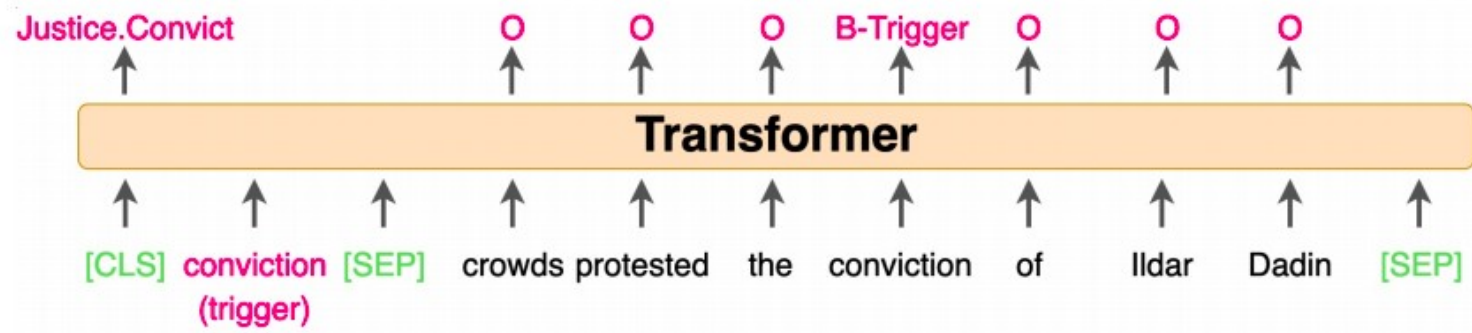 Justice.Convict O O O B-Trigger O O O
Transformer
[CLS] conviction [SEP] crowds protested the conviction of Ildar Dadin [SEP]
(trigger)